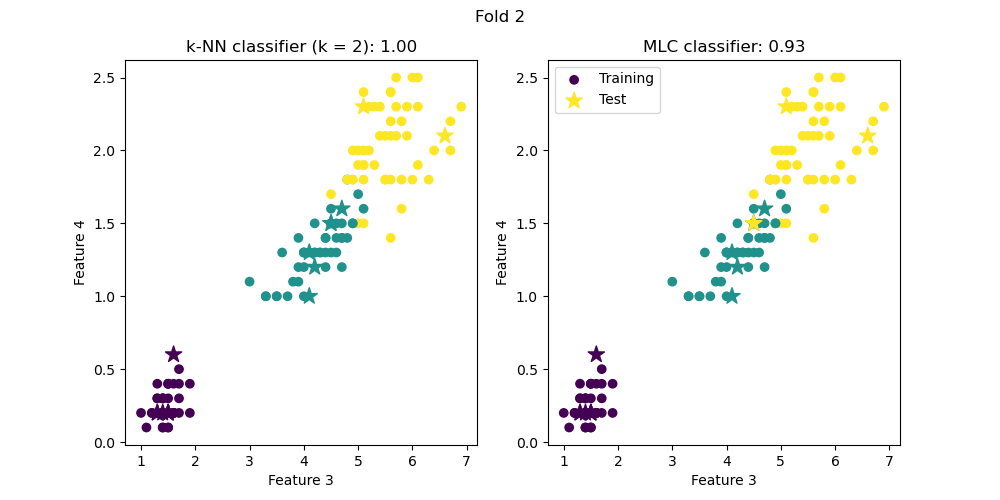 Fold 2
k-NN classifier (k = 2): 1.00
2.5
2.0
1.5
1.0
0.5
0.0
Feature 4
1 2 3 4 5 6 7
Feature 3
MLC classifier: 0.93
Training
Test
2.5
2.0
1.5
1.0
0.5
0.0
Feature 4
1 2 3 4 5 6 7
Feature 3